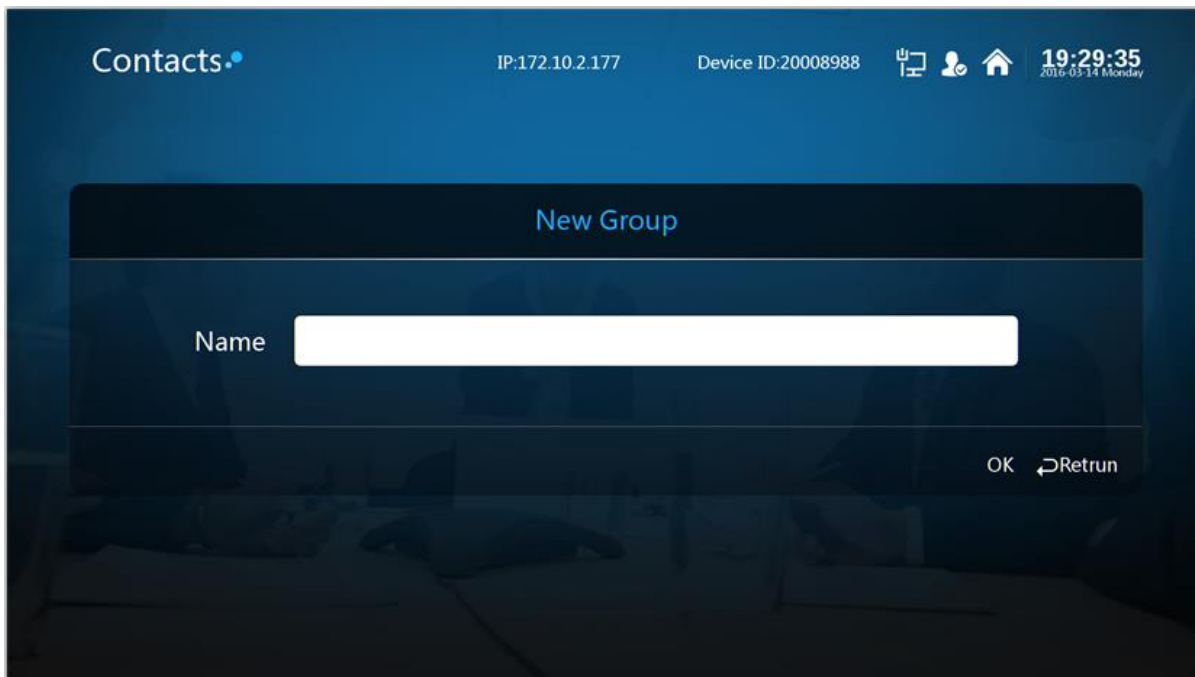 Contacts
IP:172.10.2.177
Device ID:20008988
19:29:35
2016-03-14 Monday
New Group
Name
OK
Retrun